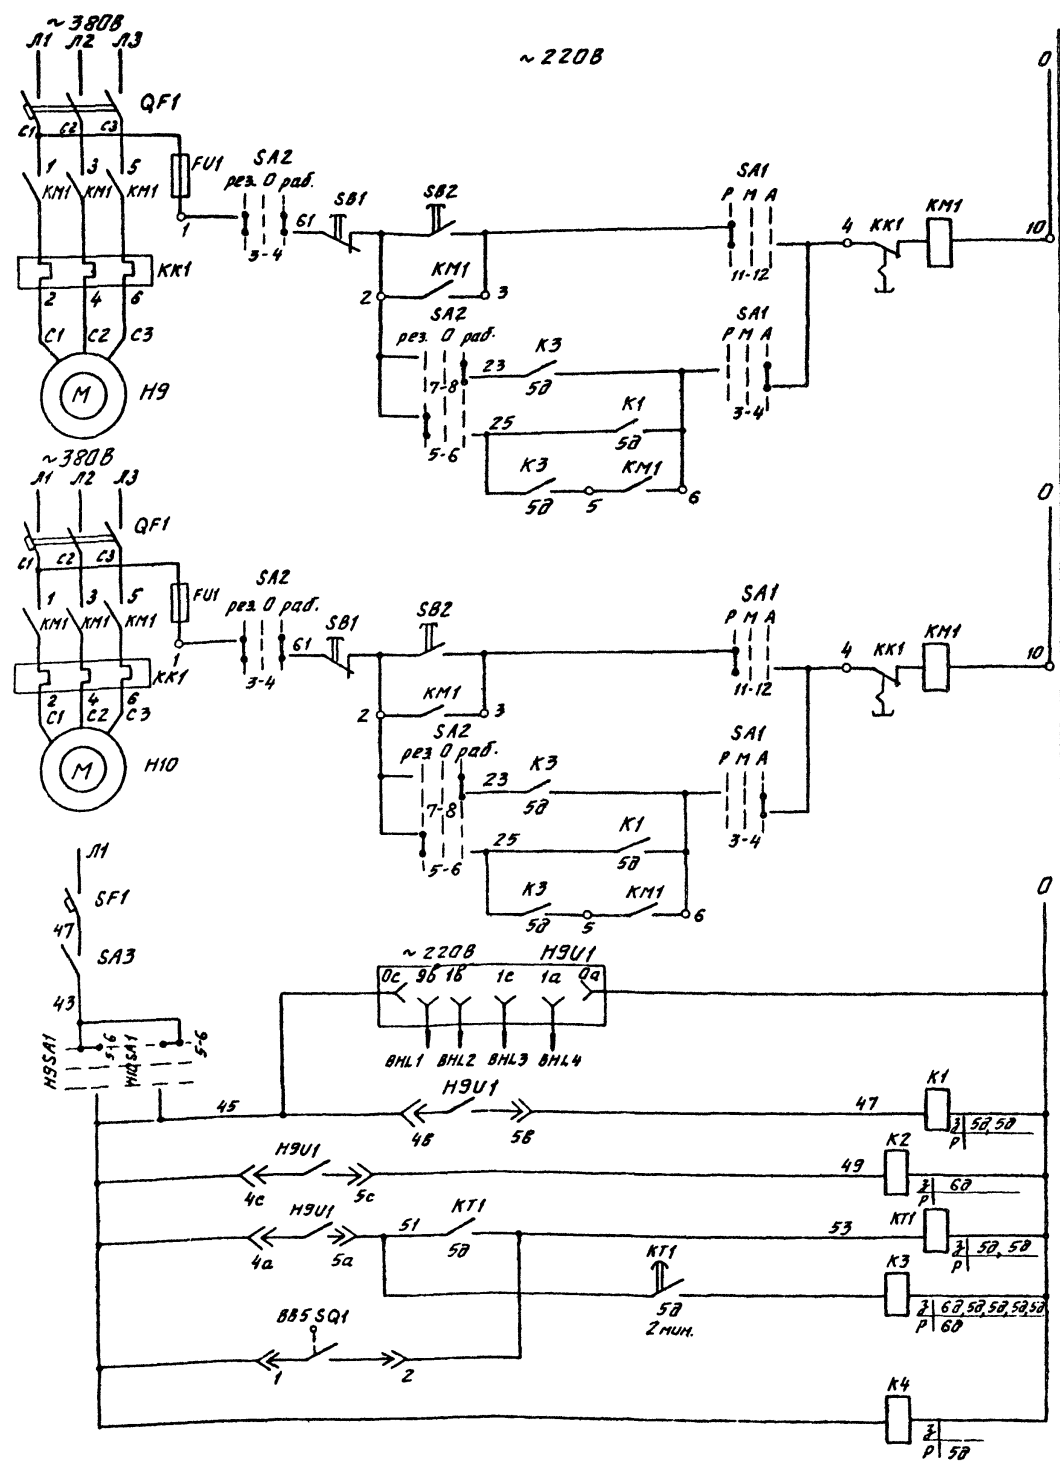 ~380В
Л1 Л2 Л3
~220В
0
QF1
С1 С2 С3
1 3 5
КМ1 КМ1 КМ1
FU1
1
SA2
рез. 0 раб.
3-4
61
SB1
SB2
КМ1
2 3
SA1
Р М А
11-12
4
КК1
КМ1
10
КК1
2 4 6
С1 С2 С3
М
Н9
SA2
рез. 0 раб.
7-8
23
К3
5д
SA1
Р М А
3-4
5-6
25
К1
5д
К3
5д
5
КМ1
6
~380В
Л1 Л2 Л3
0
QF1
С1 С2 С3
1 3 5
КМ1 КМ1 КМ1
FU1
1
SA2
рез. 0 раб.
3-4
61
SB1
SB2
КМ1
2 3
SA1
Р М А
11-12
4
КК1
КМ1
10
КК1
2 4 6
С1 С2 С3
М
Н10
SA2
рез. 0 раб.
7-8
23
К3
5д
SA1
Р М А
3-4
5-6
25
К1
5д
К3
5д
5
КМ1
6
Л1
SF1
47
SA3
43
0
Н9SA1
5-6
Н10SA1
5-6
~220В Н9U1
0с 9в 1в 1с 1а 0а
ВHL1 ВHL2 ВHL3 ВHL4
45
Н9U1
4в 5в
47
К1
З 5д,5д
Р
Н9U1
4с 5с
49
К2
З 6д
Р
Н9U1
4а 5а
51
КТ1
5д
53
КТ1
З 5д,5д
Р
КТ1
5д
2 мин.
К3
З 6д,5д,5д,5д,5д
Р 6д
ВВ5 SQ1
1 2
К4
З
Р 5д